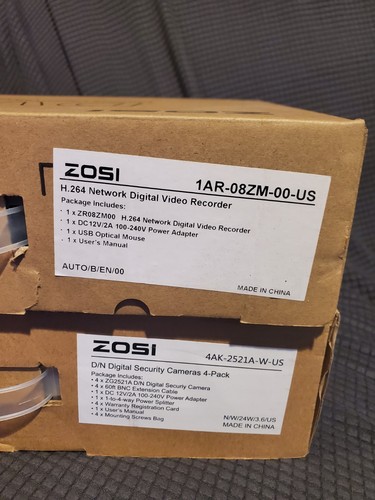 ZOSI
1AR-08ZM-00-US
H.264 Network Digital Video Recorder
Package includes:
· 1 x ZR08ZM00 H.264 Network Digital Video Recorder
· 1 x DC12V/2A 100-240V Power Adapter
· 1 x USB Optical Mouse
· 1 x User's Manual
AUTO/B/EN/00
MADE IN CHINA
ZOSI
4AK-2521A-W-US
D/N Digital Security Cameras 4-Pack
Package Includes:
• 4 x ZG2521A D/N Digital Security Camera
• 4 x 60ft BNC Extension Cable
• 1 x DC 12V/2A 100-240V Power Adapter
• 1 x 1-to-4-way Power Splitter
• 4 x Warranty Registration Card
• 1 x User's Manual
• 4 x Mounting Screws Bag
N/W/24W/3.6/US
MADE IN CHINA